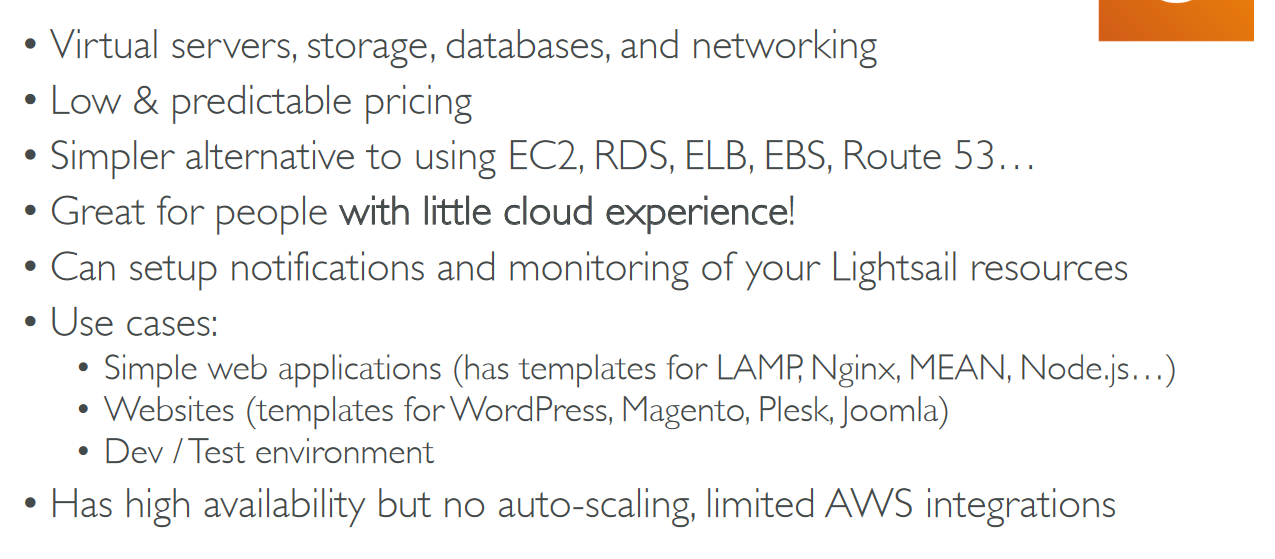 • Virtual servers, storage, databases, and networking
• Low & predictable pricing
• Simpler alternative to using EC2, RDS, ELB, EBS, Route 53…
• Great for people with little cloud experience!
• Can setup notifications and monitoring of your Lightsail resources
• Use cases:
• Simple web applications (has templates for LAMP, Nginx, MEAN, Node.js…)
• Websites (templates for WordPress, Magento, Plesk, Joomla)
• Dev / Test environment
• Has high availability but no auto-scaling, limited AWS integrations